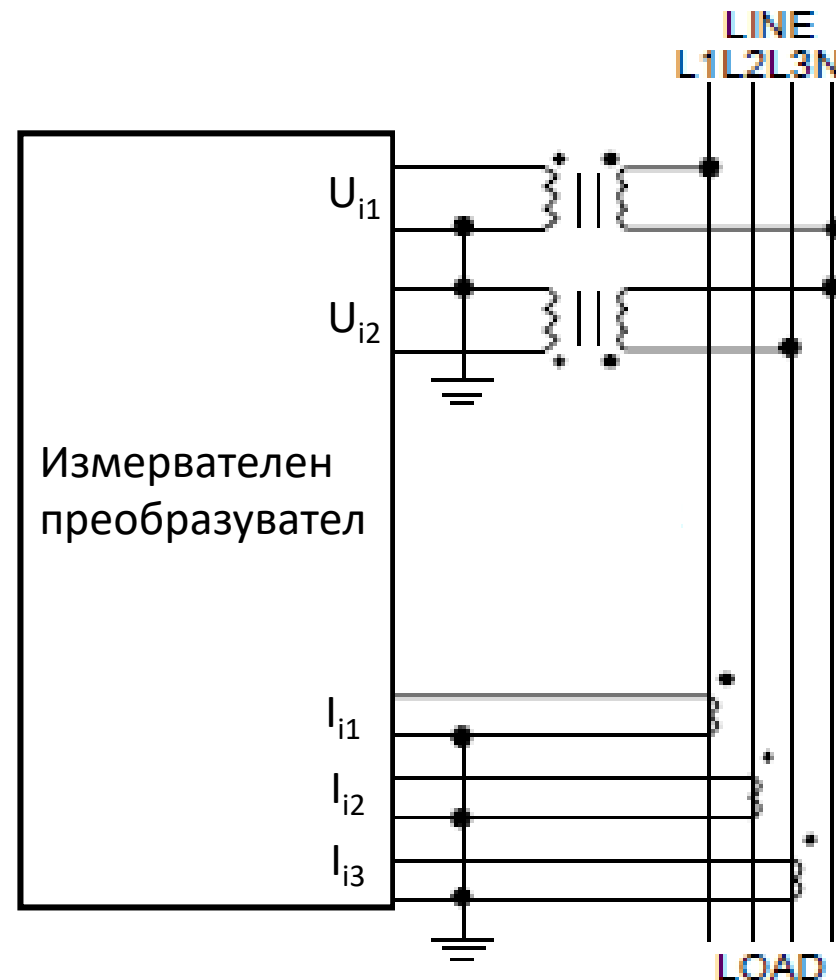 LINE
L1L2L3N
Ui1
Ui2
Измервателен
преобразувател
Ii1
Ii2
Ii3
LOAD